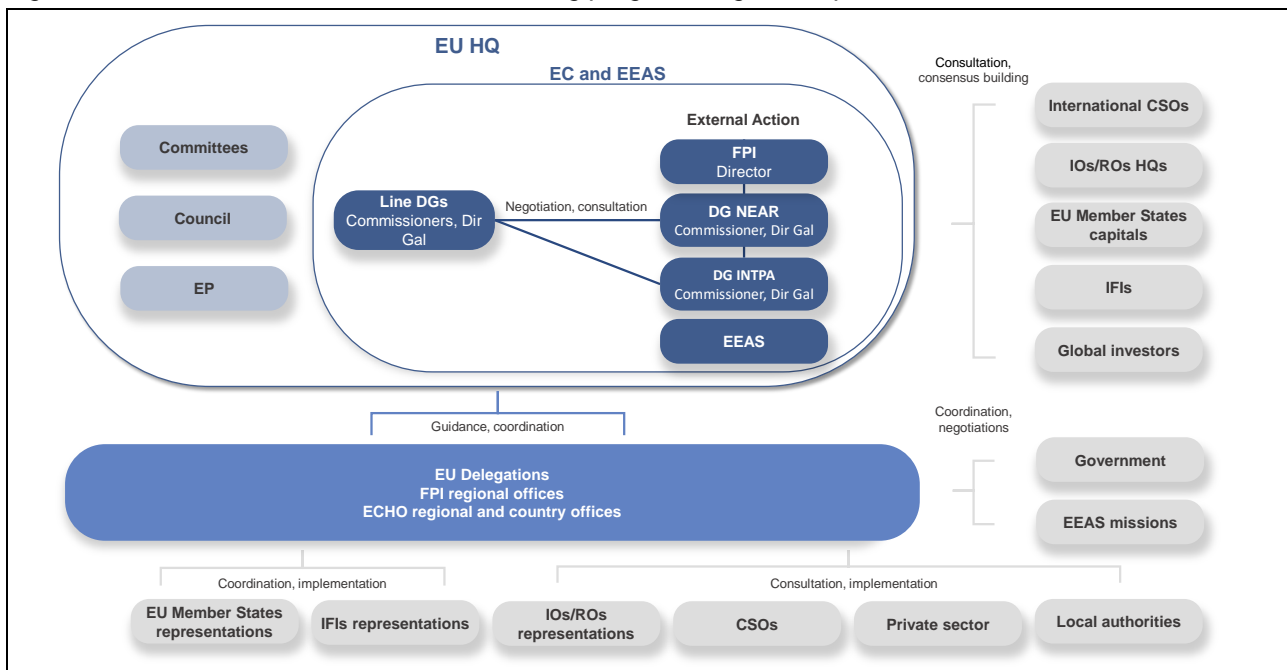 EU HQ
EC and EEAS
External Action
Committees
Council
EP
Line DGs
Commissioners, Dir
Gal
Negotiation, consultation
FPI
Director
DG NEAR
Commissioner, Dir Gal
DG INTPA
Commissioner, Dir Gal
EEAS
Consultation,
consensus building
International CSOs
IOs/ROs HQs
EU Member States
capitals
IFIs
Global investors
Guidance, coordination
EU Delegations
FPI regional offices
ECHO regional and country offices
Coordination,
negotiations
Government
EEAS missions
Coordination, implementation
EU Member States
representations
IFIs representations
Consultation, implementation
IOs/ROs
representations
CSOs
Private sector
Local authorities